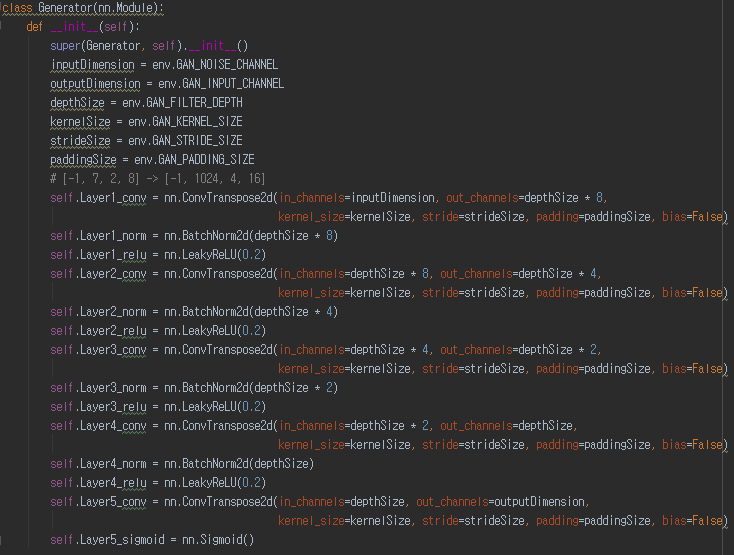 class Generator(nn.Module):
    def __init__(self):
        super(Generator, self).__init__()
        inputDimension = env.GAN_NOISE_CHANNEL
        outputDimension = env.GAN_INPUT_CHANNEL
        depthSize = env.GAN_FILTER_DEPTH
        kernelSize = env.GAN_KERNEL_SIZE
        strideSize = env.GAN_STRIDE_SIZE
        paddingSize = env.GAN_PADDING_SIZE
        # [-1, 7, 2, 8] -> [-1, 1024, 4, 16]
        self.Layer1_conv = nn.ConvTranspose2d(in_channels=inputDimension, out_channels=depthSize * 8,
                                              kernel_size=kernelSize, stride=strideSize, padding=paddingSize, bias=False)
        self.Layer1_norm = nn.BatchNorm2d(depthSize * 8)
        self.Layer1_relu = nn.LeakyReLU(0.2)
        self.Layer2_conv = nn.ConvTranspose2d(in_channels=depthSize * 8, out_channels=depthSize * 4,
                                              kernel_size=kernelSize, stride=strideSize, padding=paddingSize, bias=False)
        self.Layer2_norm = nn.BatchNorm2d(depthSize * 4)
        self.Layer2_relu = nn.LeakyReLU(0.2)
        self.Layer3_conv = nn.ConvTranspose2d(in_channels=depthSize * 4, out_channels=depthSize * 2,
                                              kernel_size=kernelSize, stride=strideSize, padding=paddingSize, bias=False)
        self.Layer3_norm = nn.BatchNorm2d(depthSize * 2)
        self.Layer3_relu = nn.LeakyReLU(0.2)
        self.Layer4_conv = nn.ConvTranspose2d(in_channels=depthSize * 2, out_channels=depthSize,
                                              kernel_size=kernelSize, stride=strideSize, padding=paddingSize, bias=False)
        self.Layer4_norm = nn.BatchNorm2d(depthSize)
        self.Layer4_relu = nn.LeakyReLU(0.2)
        self.Layer5_conv = nn.ConvTranspose2d(in_channels=depthSize, out_channels=outputDimension,
                                              kernel_size=kernelSize, stride=strideSize, padding=paddingSize, bias=False)
        self.Layer5_sigmoid = nn.Sigmoid()